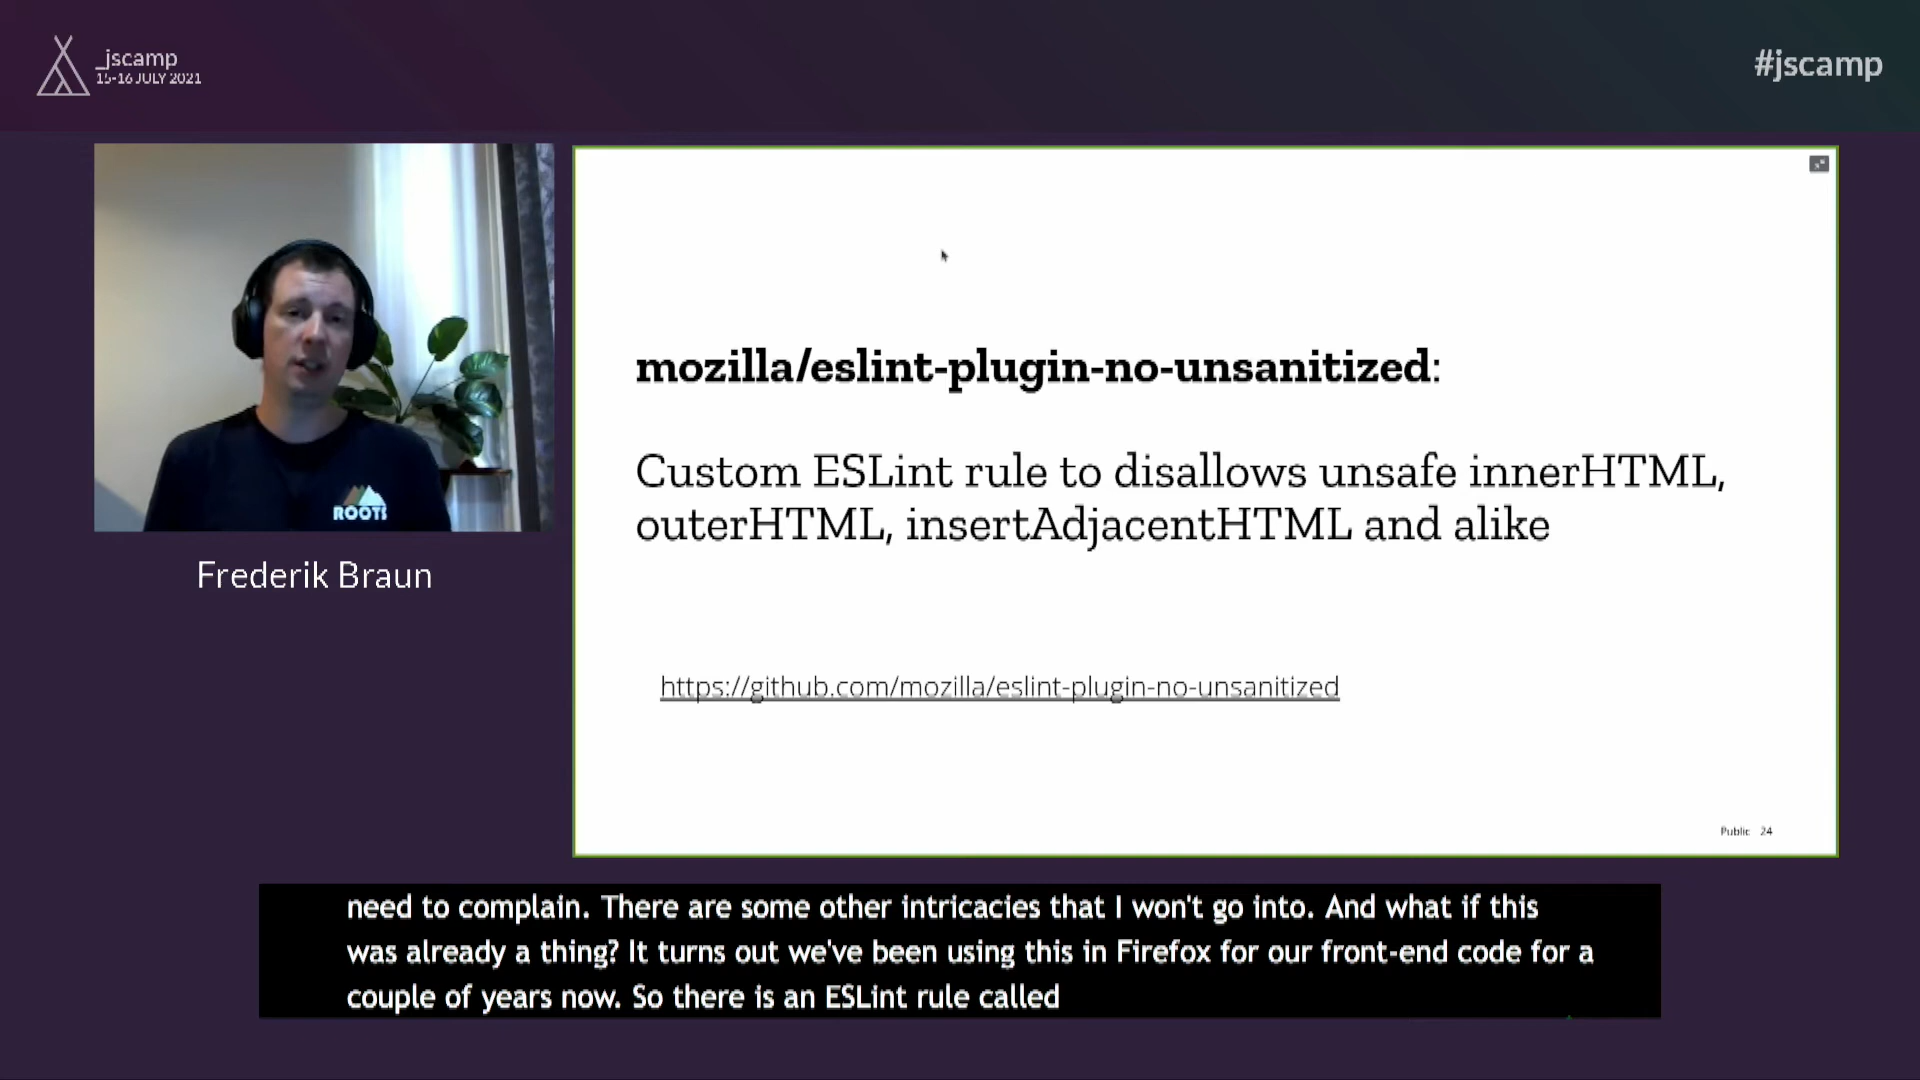 _jscamp
15-16 JULY 2021
#jscamp
mozilla/eslint-plugin-no-unsanitized:
Custom ESLint rule to disallows unsafe innerHTML,
outerHTML, insertAdjacentHTML and alike
https://github.com/mozilla/eslint-plugin-no-unsanitized
Public 24
ROOTS
Frederik Braun
need to complain. There are some other intricacies that I won't go into. And what if this
was already a thing? It turns out we've been using this in Firefox for our front-end code for a
couple of years now. So there is an ESLint rule called